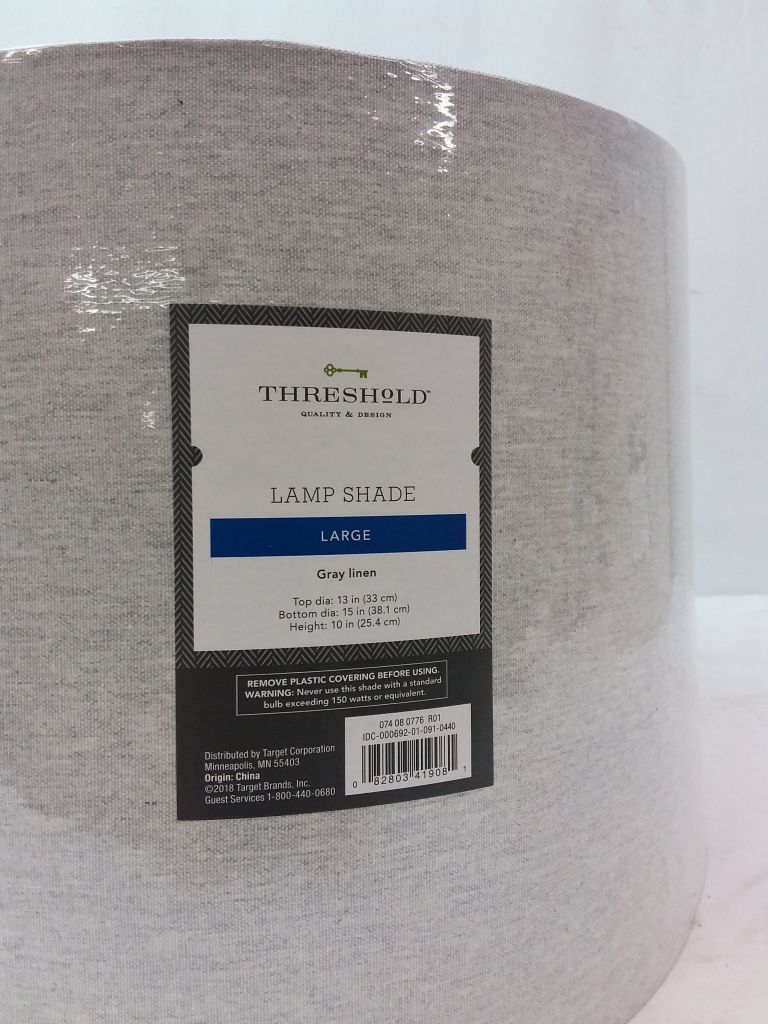 THRESHOLD™
QUALITY & DESIGN
LAMP SHADE
LARGE
Gray linen
Top dia: 13 in (33 cm)
Bottom dia: 15 in (38.1 cm)
Height: 10 in (25.4 cm)
REMOVE PLASTIC COVERING BEFORE USING.
WARNING: Never use this shade with a standard
bulb exceeding 150 watts or equivalent.
Distributed by Target Corporation
Minneapolis, MN 55403
Origin: China
©2018 Target Brands, Inc.
Guest Services 1-800-440-0680
074 08 0776 R01
IDC-000692-01-091-0440
0 82803 41908 1